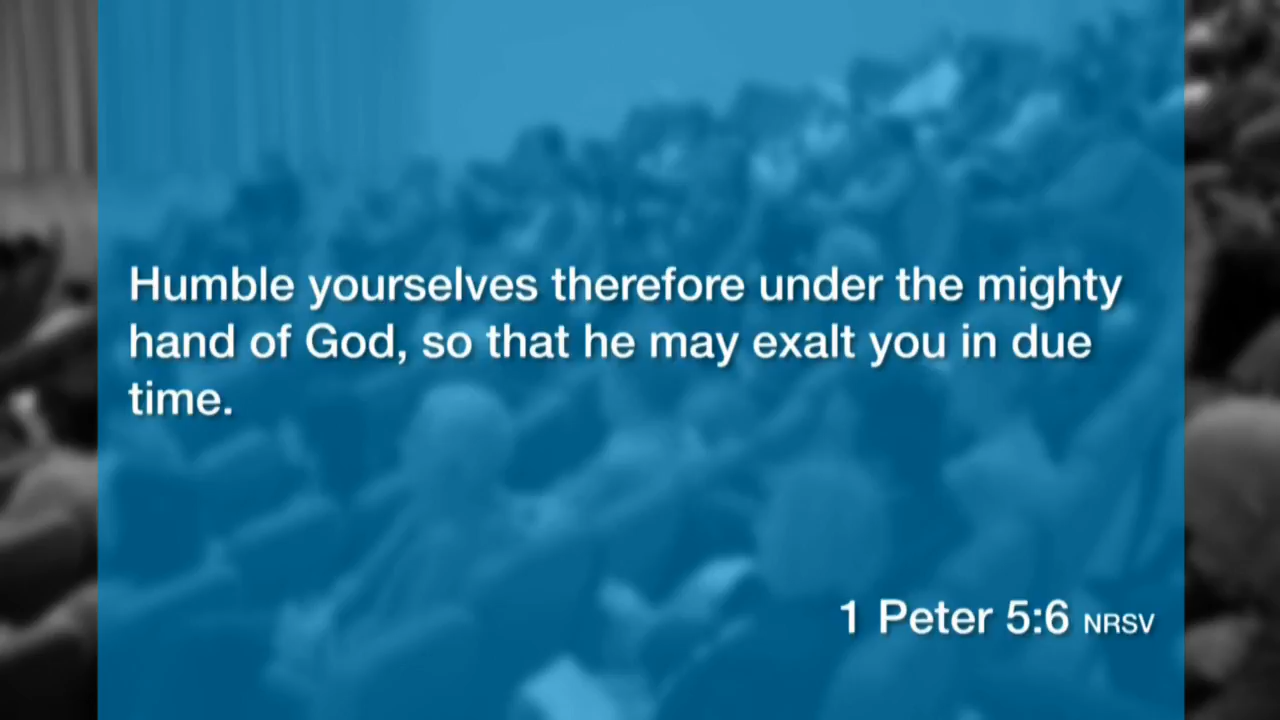 Humble yourselves therefore under the mighty
hand of God, so that he may exalt you in due
time.
1 Peter 5:6 NRSV